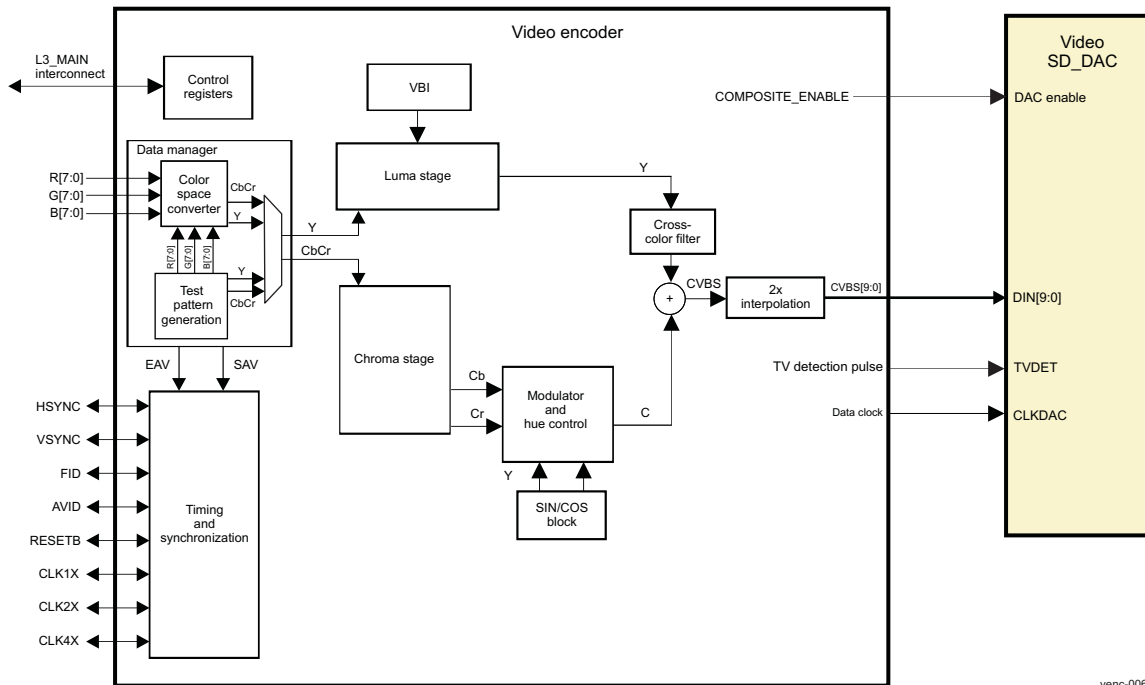 Video encoder
Video
SD_DAC
L3_MAIN
interconnect
Control
registers
VBI
COMPOSITE_ENABLE
DAC enable
Data manager
R[7:0]
G[7:0]
B[7:0]
Color
space
converter
CbCr
Y
R[7:0]
G[7:0]
B[7:0]
Y
CbCr
Test
pattern
generation
Y
CbCr
Luma stage
Y
Cross-
color filter
+
CVBS
2x
interpolation
CVBS[9:0]
DIN[9:0]
Chroma stage
Cb
Cr
Modulator
and
hue control
C
Y
SIN/COS
block
TV detection pulse
TVDET
Data clock
CLKDAC
EAV
SAV
HSYNC
VSYNC
FID
AVID
RESETB
CLK1X
CLK2X
CLK4X
Timing
and
synchronization
venc-006